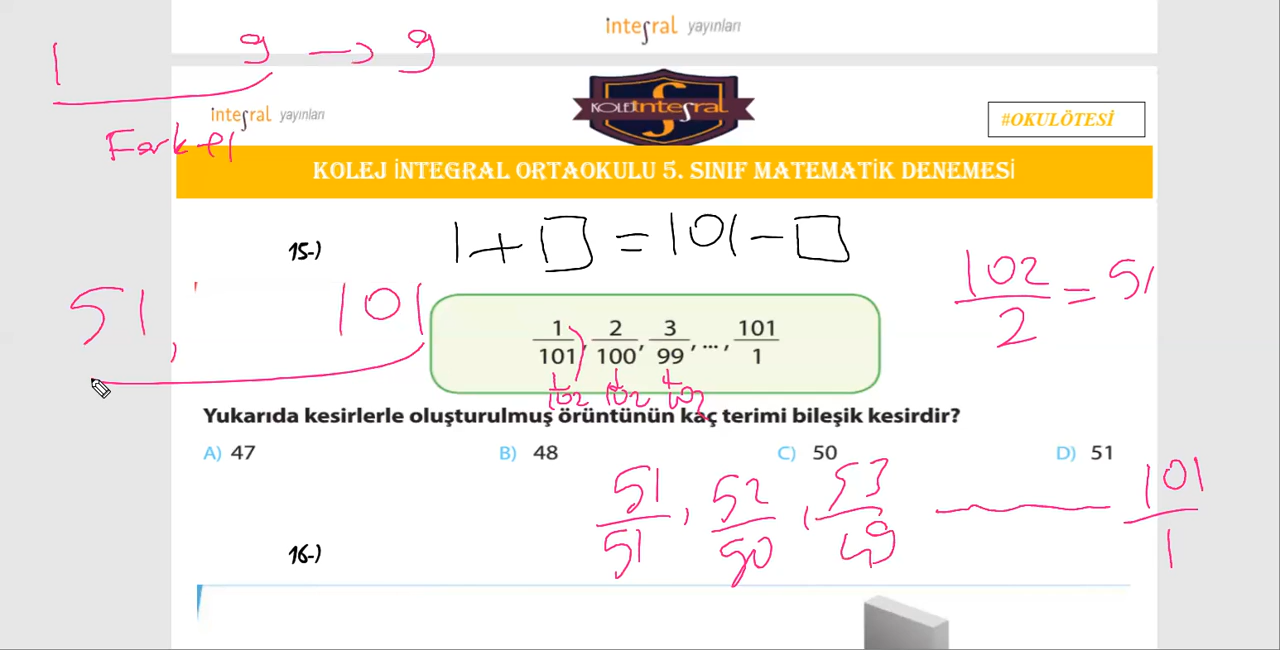 integral yayınları
1 9 → 9
Fark +1
integral yayınları
KOLEJ integral
#OKULÖTESİ
KOLEJ İNTEGRAL ORTAOKULU 5. SINIF MATEMATİK DENEMESİ
15-)
1 + □ = 101 - □
102/2 = 51
51, 101
1/101, 2/100, 3/99, ..., 101/1
102 102 102
Yukarıda kesirlerle oluşturulmuş örüntünün kaç terimi bileşik kesirdir?
A) 47 B) 48 C) 50 D) 51
51/51, 52/50, 53/49 101/1
16-)